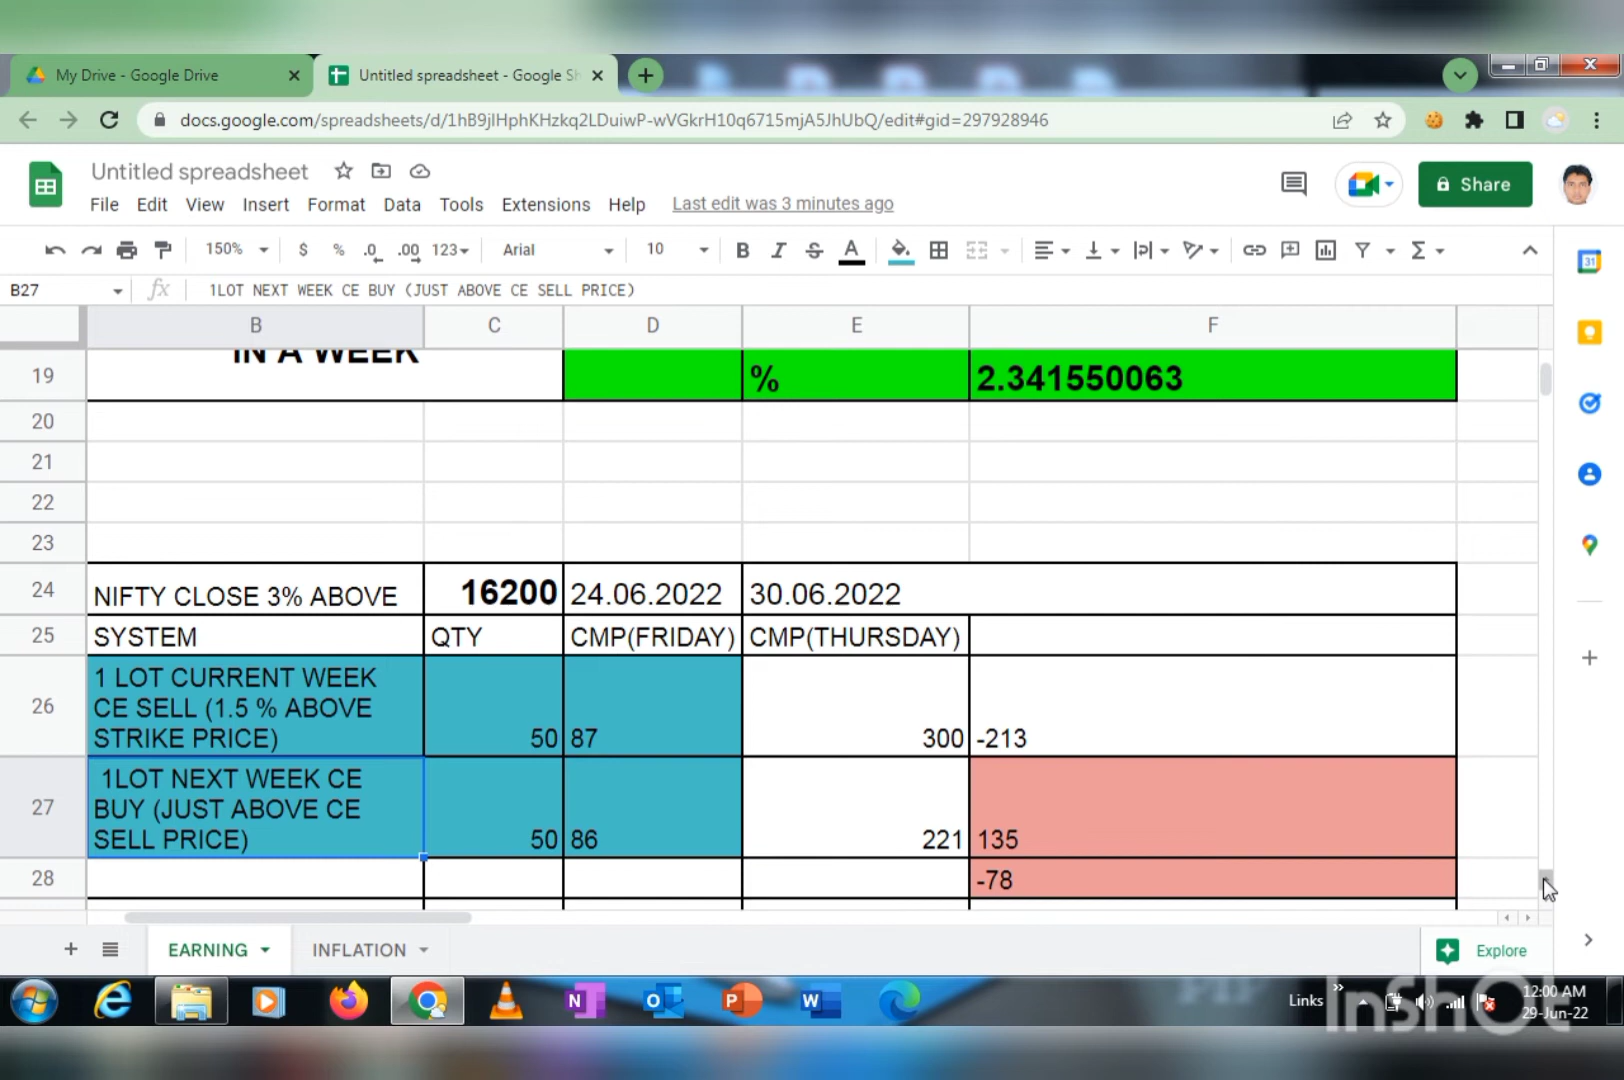 My Drive - Google Drive
Untitled spreadsheet - Google Sh
docs.google.com/spreadsheets/d/1hB9jlHphKHzkq2LDuiwP-wVGkrH10q6715mjA5JhUbQ/edit#gid=297928946
Untitled spreadsheet
File Edit View Insert Format Data Tools Extensions Help Last edit was 3 minutes ago
Share
150% $ % .0 .00 123 Arial 10 B I S A
31
B27 fx 1LOT NEXT WEEK CE BUY (JUST ABOVE CE SELL PRICE)
B C D E F
IN A WEEK
19 % 2.341550063
20
21
22
23
24 NIFTY CLOSE 3% ABOVE 16200 24.06.2022 30.06.2022
25 SYSTEM QTY CMP(FRIDAY) CMP(THURSDAY)
1 LOT CURRENT WEEK
26 CE SELL (1.5 % ABOVE
STRIKE PRICE) 50 87 300 -213
1LOT NEXT WEEK CE
27 BUY (JUST ABOVE CE
SELL PRICE) 50 86 221 135
28 -78
EARNING INFLATION Explore
Links
12:00 AM
29-Jun-22
InShOt